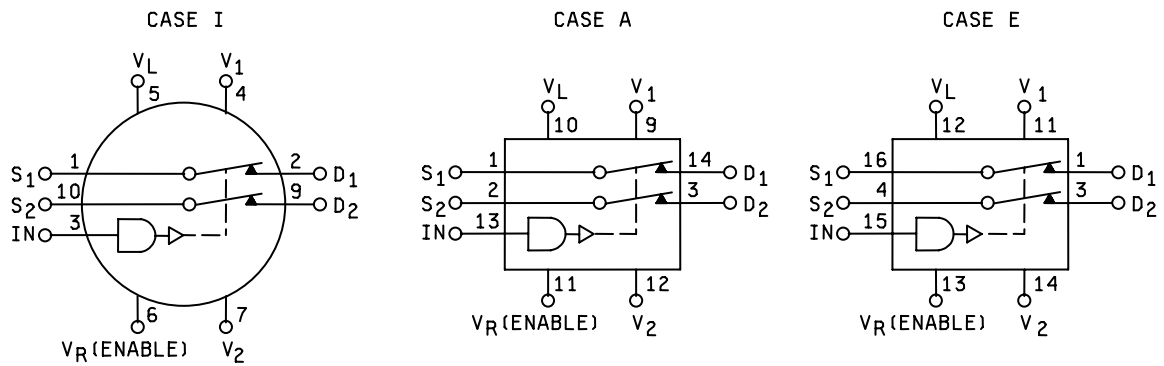 CASE I
CASE A
CASE E
VL
V1
5
4
S1
1
2
D1
S2
10
9
D2
IN
3
6
7
VR(ENABLE)
V2
VL
V1
10
9
S1
1
14
D1
S2
2
3
D2
IN
13
11
12
VR(ENABLE)
V2
VL
V1
12
11
S1
16
1
D1
S2
4
3
D2
IN
15
13
14
VR(ENABLE)
V2